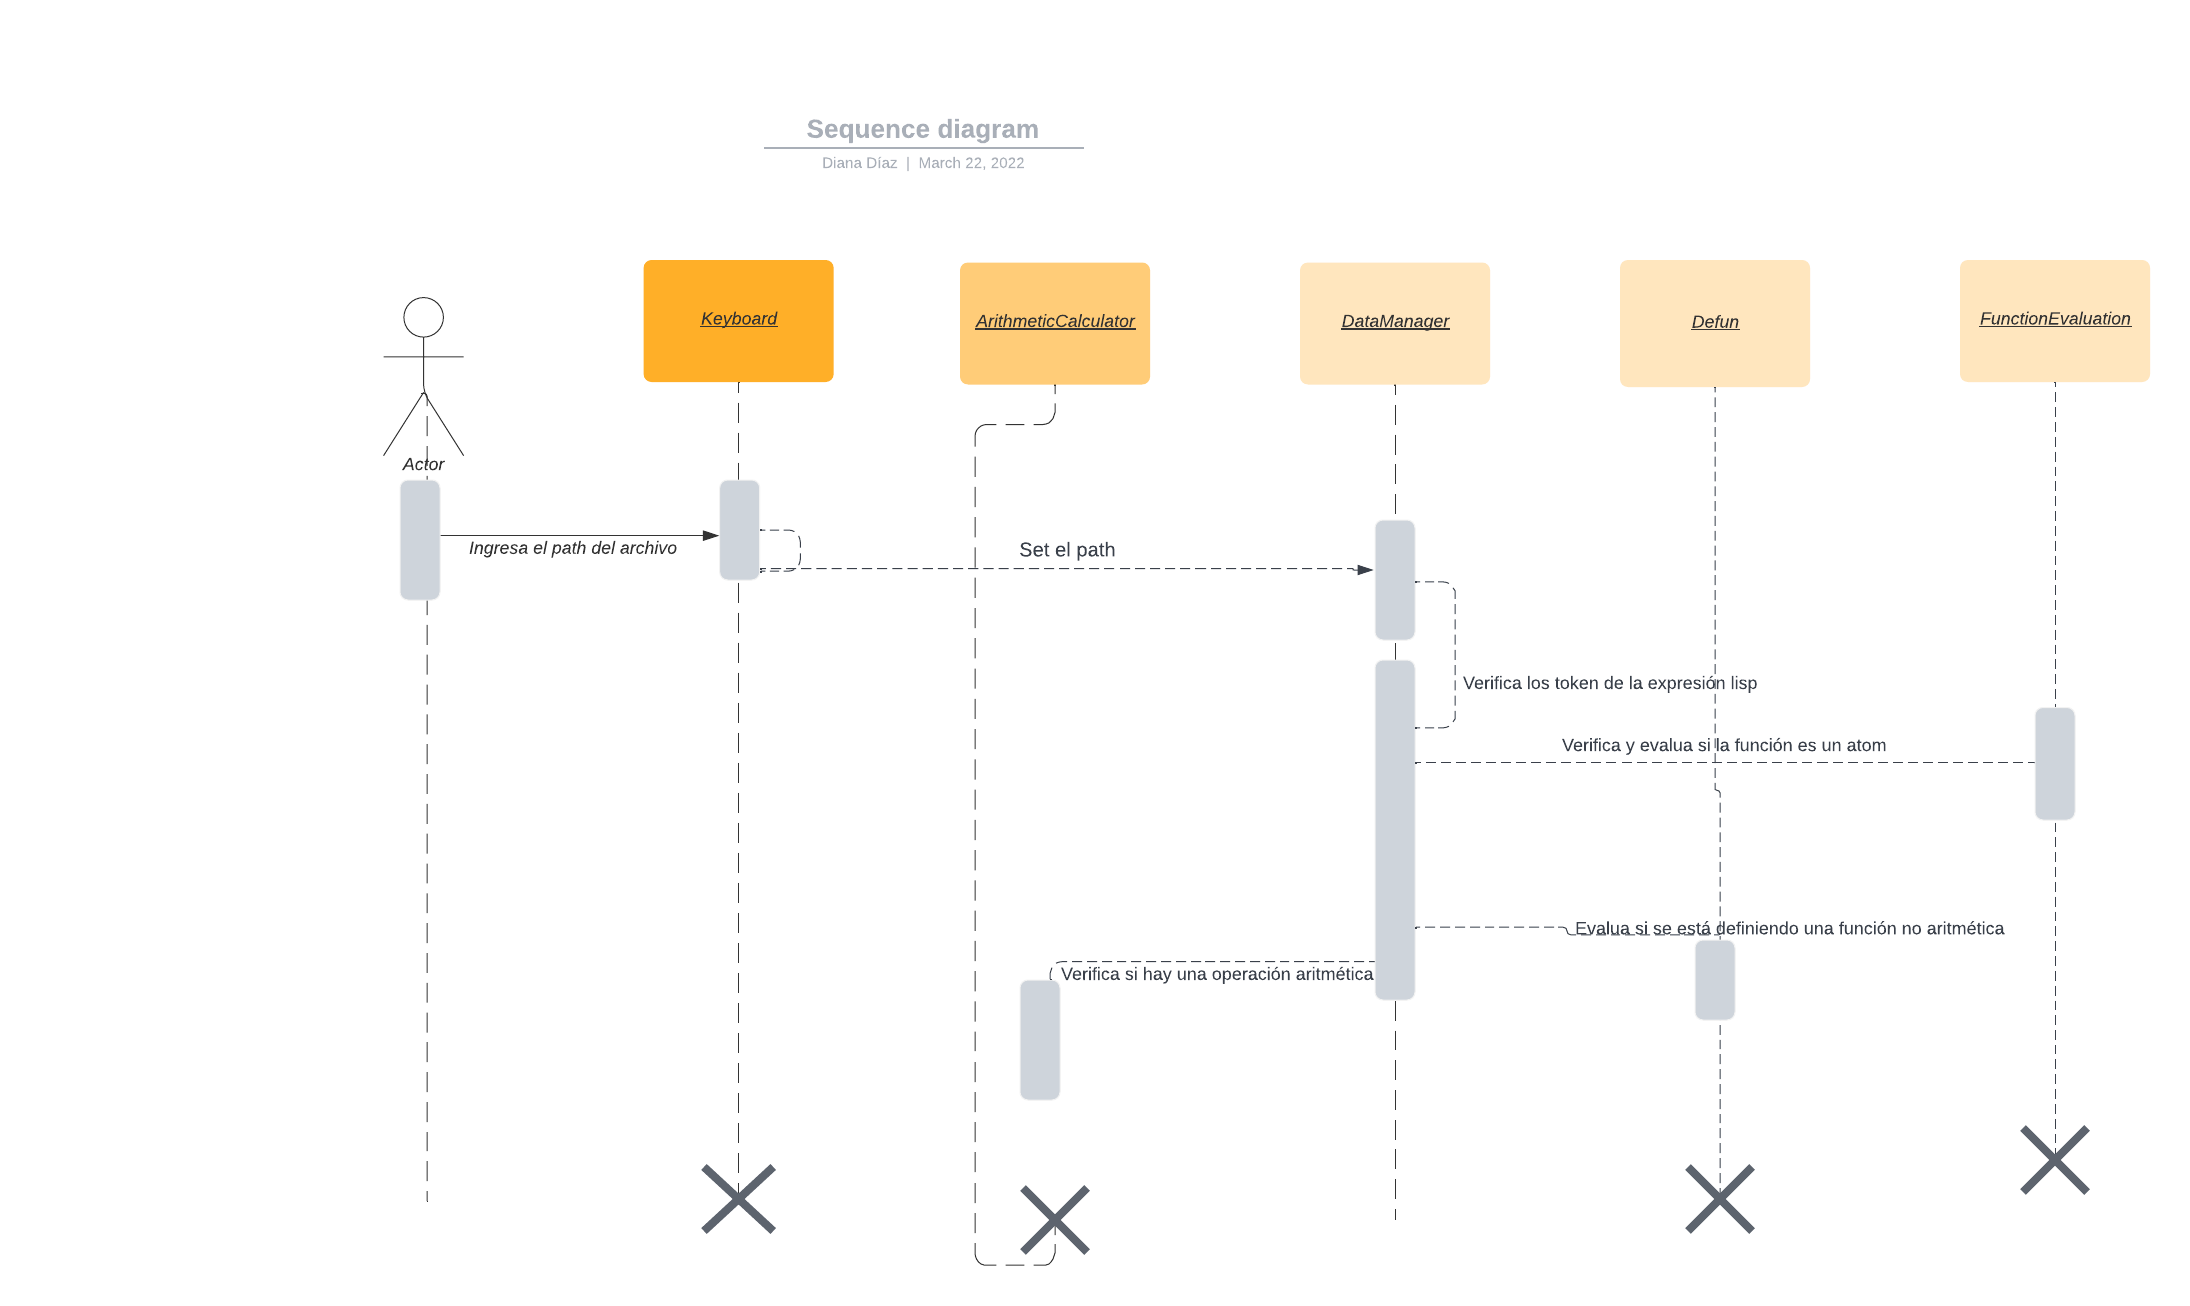 Sequence diagram
Diana Díaz | March 22, 2022
Keyboard
ArithmeticCalculator
DataManager
Defun
FunctionEvaluation
Actor
Ingresa el path del archivo
Set el path
Verifica los token de la expresión lisp
Verifica y evalua si la función es un atom
Evalua si se está definiendo una función no aritmética
Verifica si hay una operación aritmética